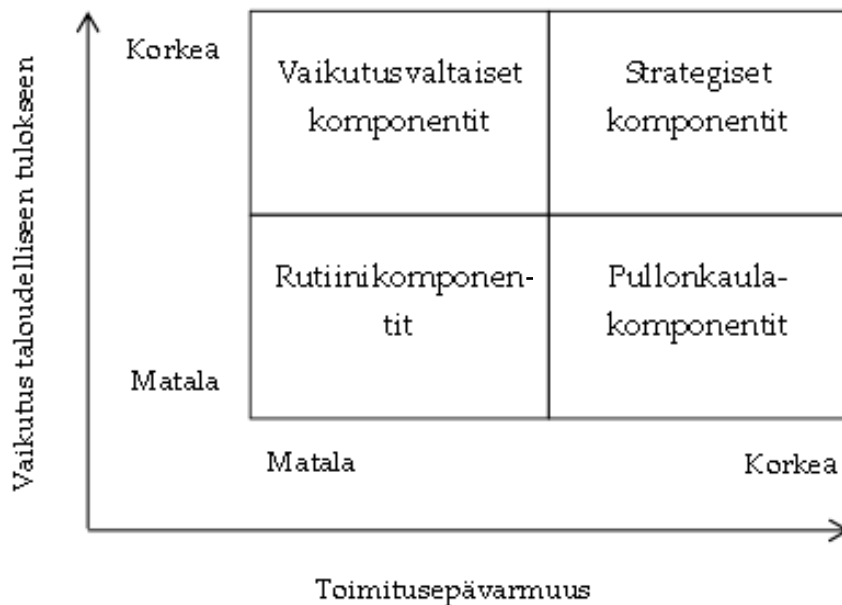 Vaikutus taloudelliseen tulokseen
Korkea
Vaikutusvaltaiset
komponentit
Strategiset
komponentit
Rutiinikomponen-
tit
Pullonkaula-
komponentit
Matala
Matala
Korkea
Toimitusepävarmuus